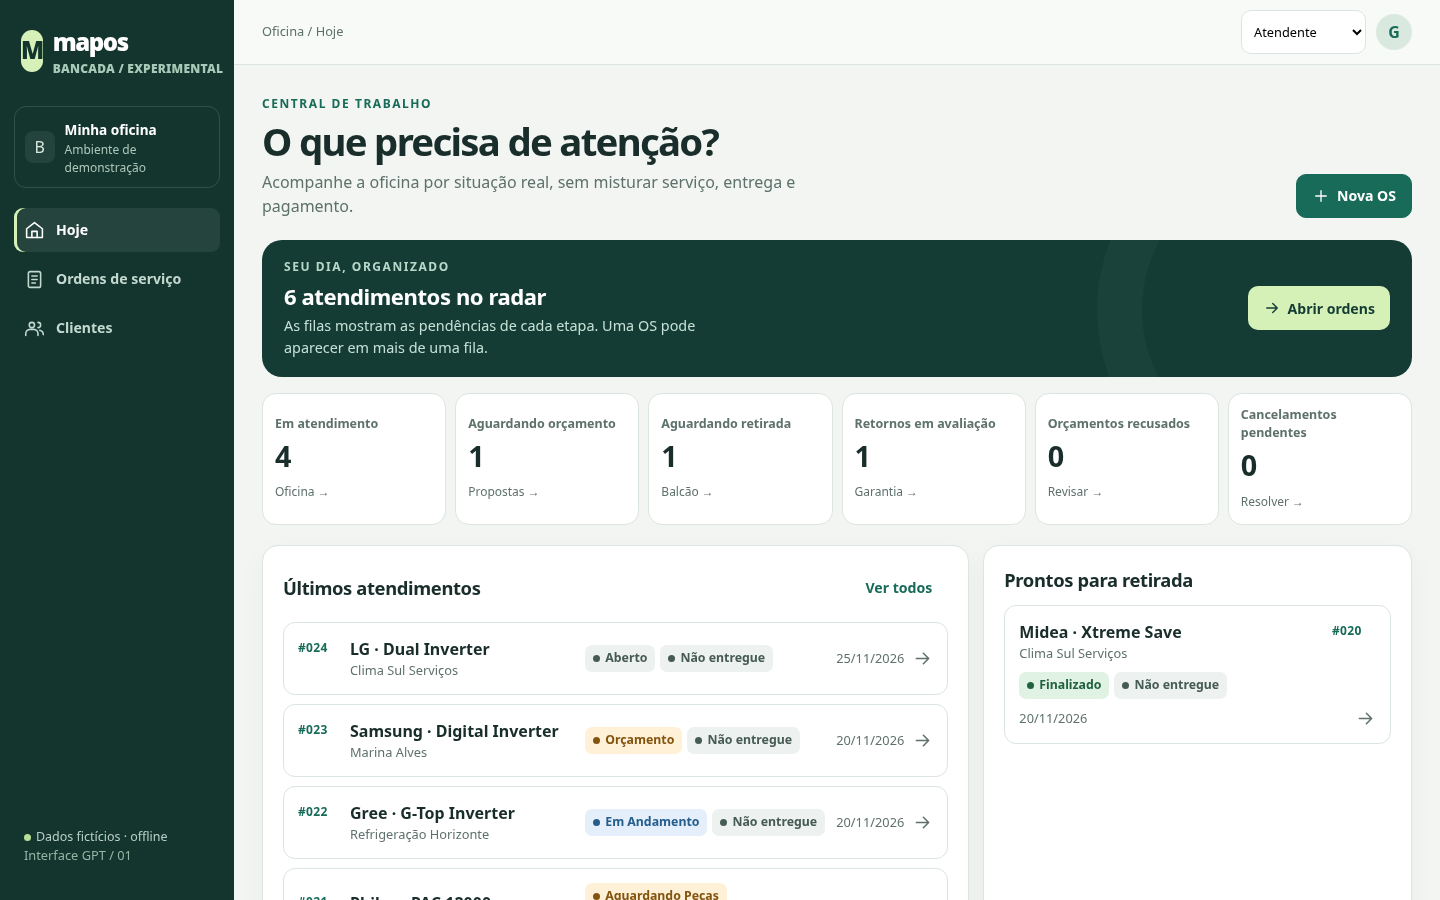 M
mapos
BANCADA / EXPERIMENTAL
B
Minha oficina
Ambiente de
demonstração
Hoje
Ordens de serviço
Clientes
Dados fictícios · offline
Interface GPT / 01
Oficina / Hoje
Atendente
G
CENTRAL DE TRABALHO
O que precisa de atenção?
Acompanhe a oficina por situação real, sem misturar serviço, entrega e
pagamento.
Nova OS
SEU DIA, ORGANIZADO
6 atendimentos no radar
As filas mostram as pendências de cada etapa. Uma OS pode
aparecer em mais de uma fila.
→ Abrir ordens
Em atendimento
4
Oficina →
Aguardando orçamento
1
Propostas →
Aguardando retirada
1
Balcão →
Retornos em avaliação
1
Garantia →
Orçamentos recusados
0
Revisar →
Cancelamentos
pendentes
0
Resolver →
Últimos atendimentos
Ver todos
#024 LG · Dual Inverter Aberto Não entregue 25/11/2026 →
Clima Sul Serviços
#023 Samsung · Digital Inverter Orçamento Não entregue 20/11/2026 →
Marina Alves
#022 Gree · G-Top Inverter Em Andamento Não entregue 20/11/2026 →
Refrigeração Horizonte
Aguardando Peças
Prontos para retirada
Midea · Xtreme Save #020
Clima Sul Serviços
Finalizado Não entregue
20/11/2026 →